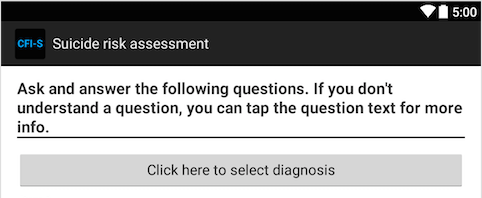 5:00
CFI-S Suicide risk assessment
Ask and answer the following questions. If you don't
understand a question, you can tap the question text for more
info.
Click here to select diagnosis